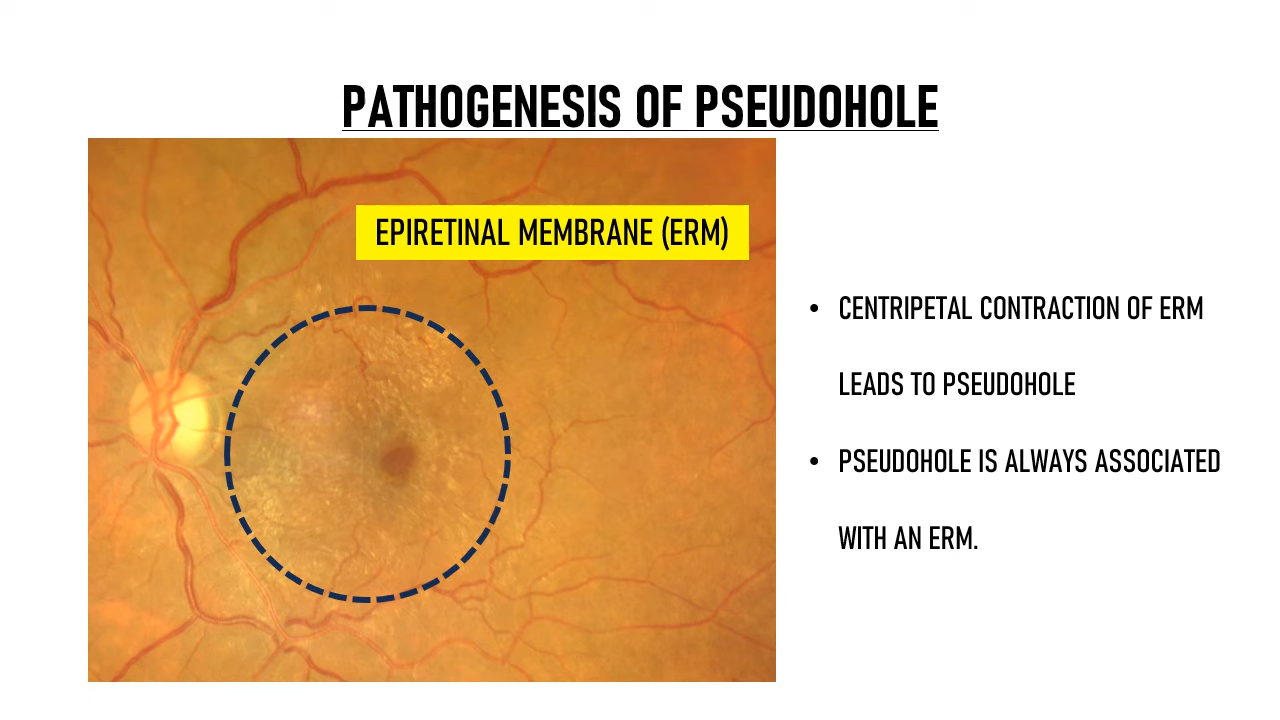 PATHOGENESIS OF PSEUDOHOLE
EPIRETINAL MEMBRANE (ERM)
• CENTRIPETAL CONTRACTION OF ERM
LEADS TO PSEUDOHOLE
• PSEUDOHOLE IS ALWAYS ASSOCIATED
WITH AN ERM.